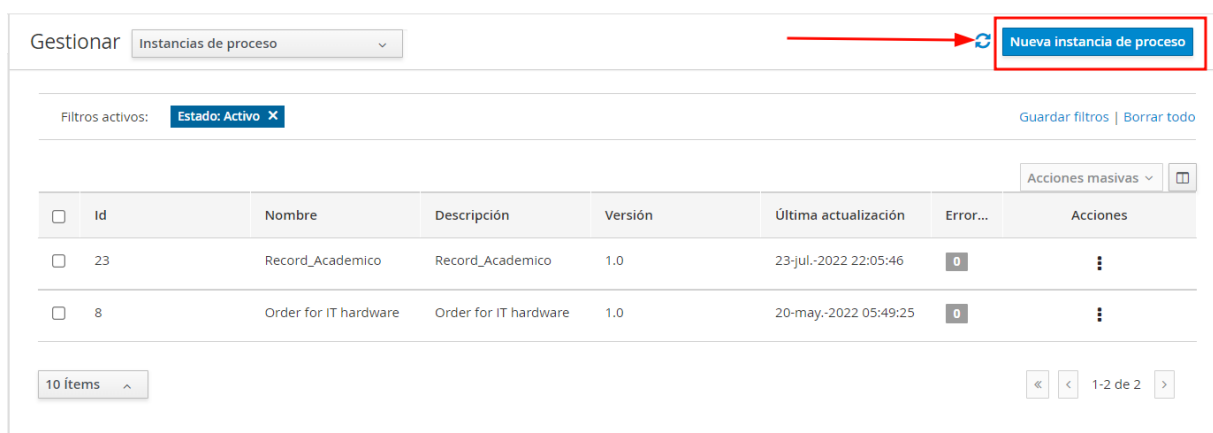 Gestionar Instancias de proceso Nueva instancia de proceso
Filtros activos: Estado: Activo Guardar filtros | Borrar todo
Acciones masivas
Id Nombre Descripción Versión Última actualización Error... Acciones
23 Record_Academico Record_Academico 1.0 23-jul.-2022 22:05:46 0
8 Order for IT hardware Order for IT hardware 1.0 20-may.-2022 05:49:25 0
10 Ítems 1-2 de 2